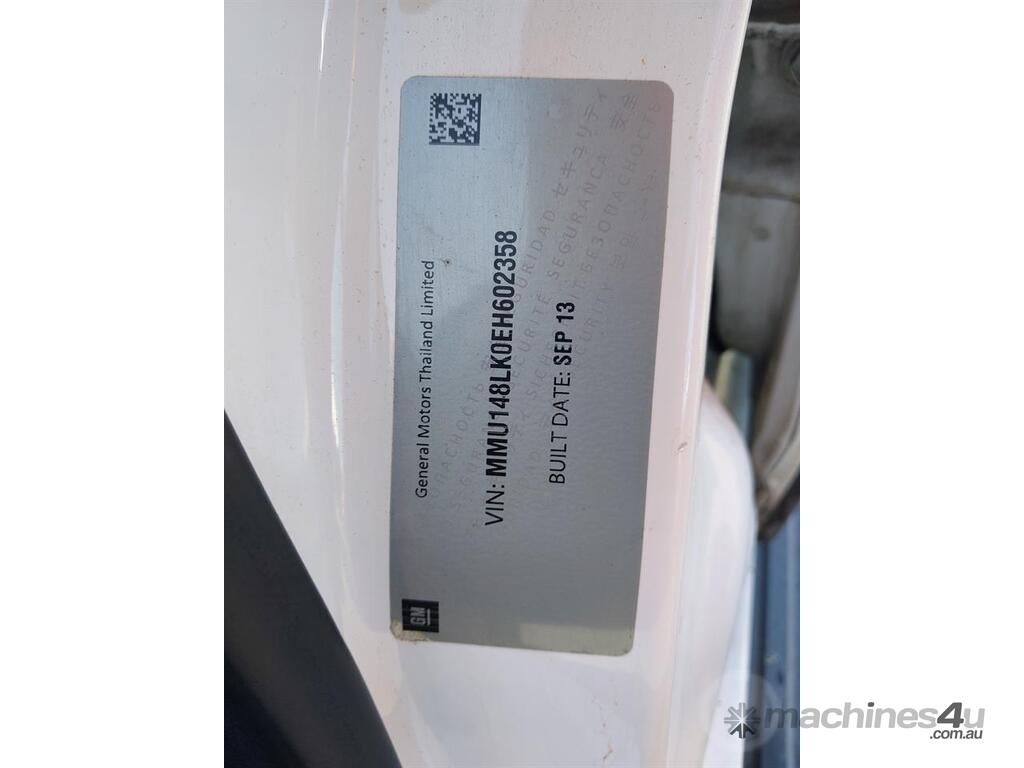 General Motors Thailand Limited
VIN: MMU148LK0EH602358
BUILT DATE: SEP 13
GM
machines4u
.com.au